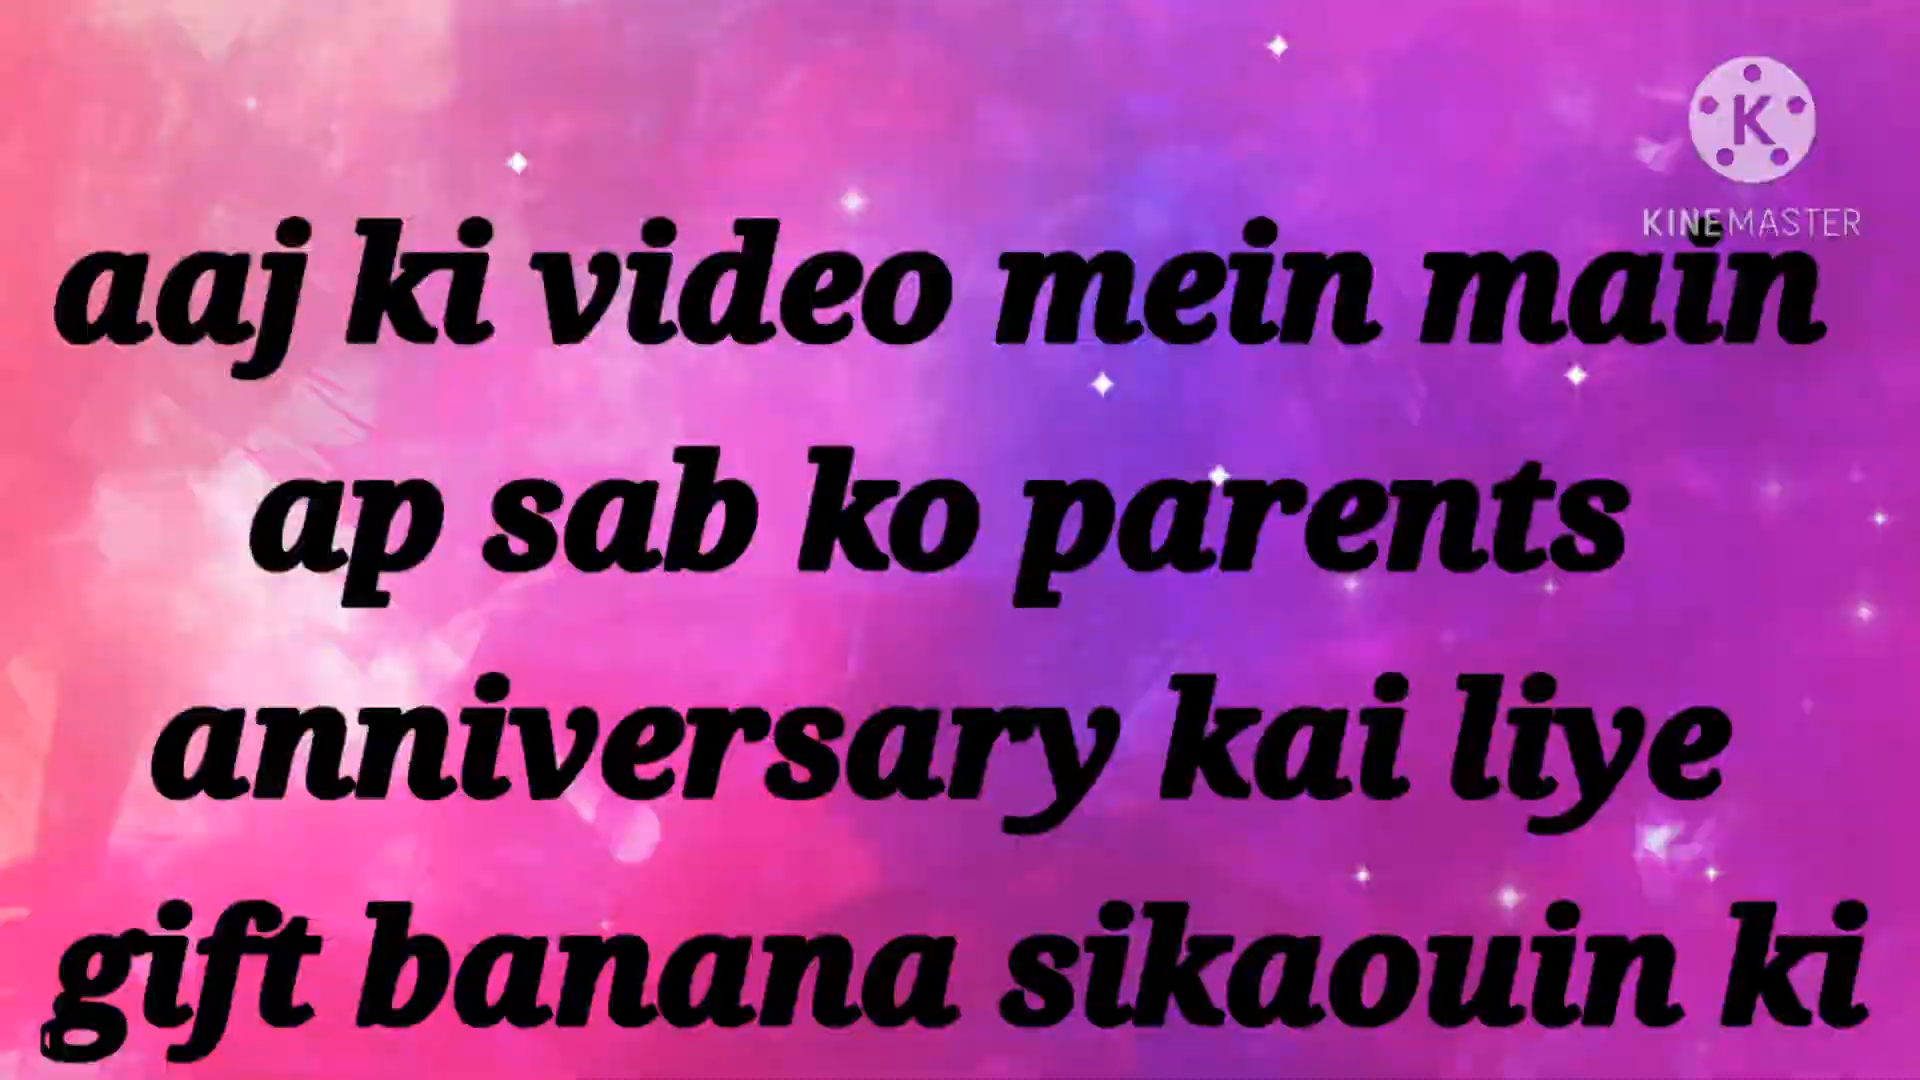 KINEMASTER
aaj ki video mein main
ap sab ko parents
anniversary kai liye
gift banana sikaouin ki